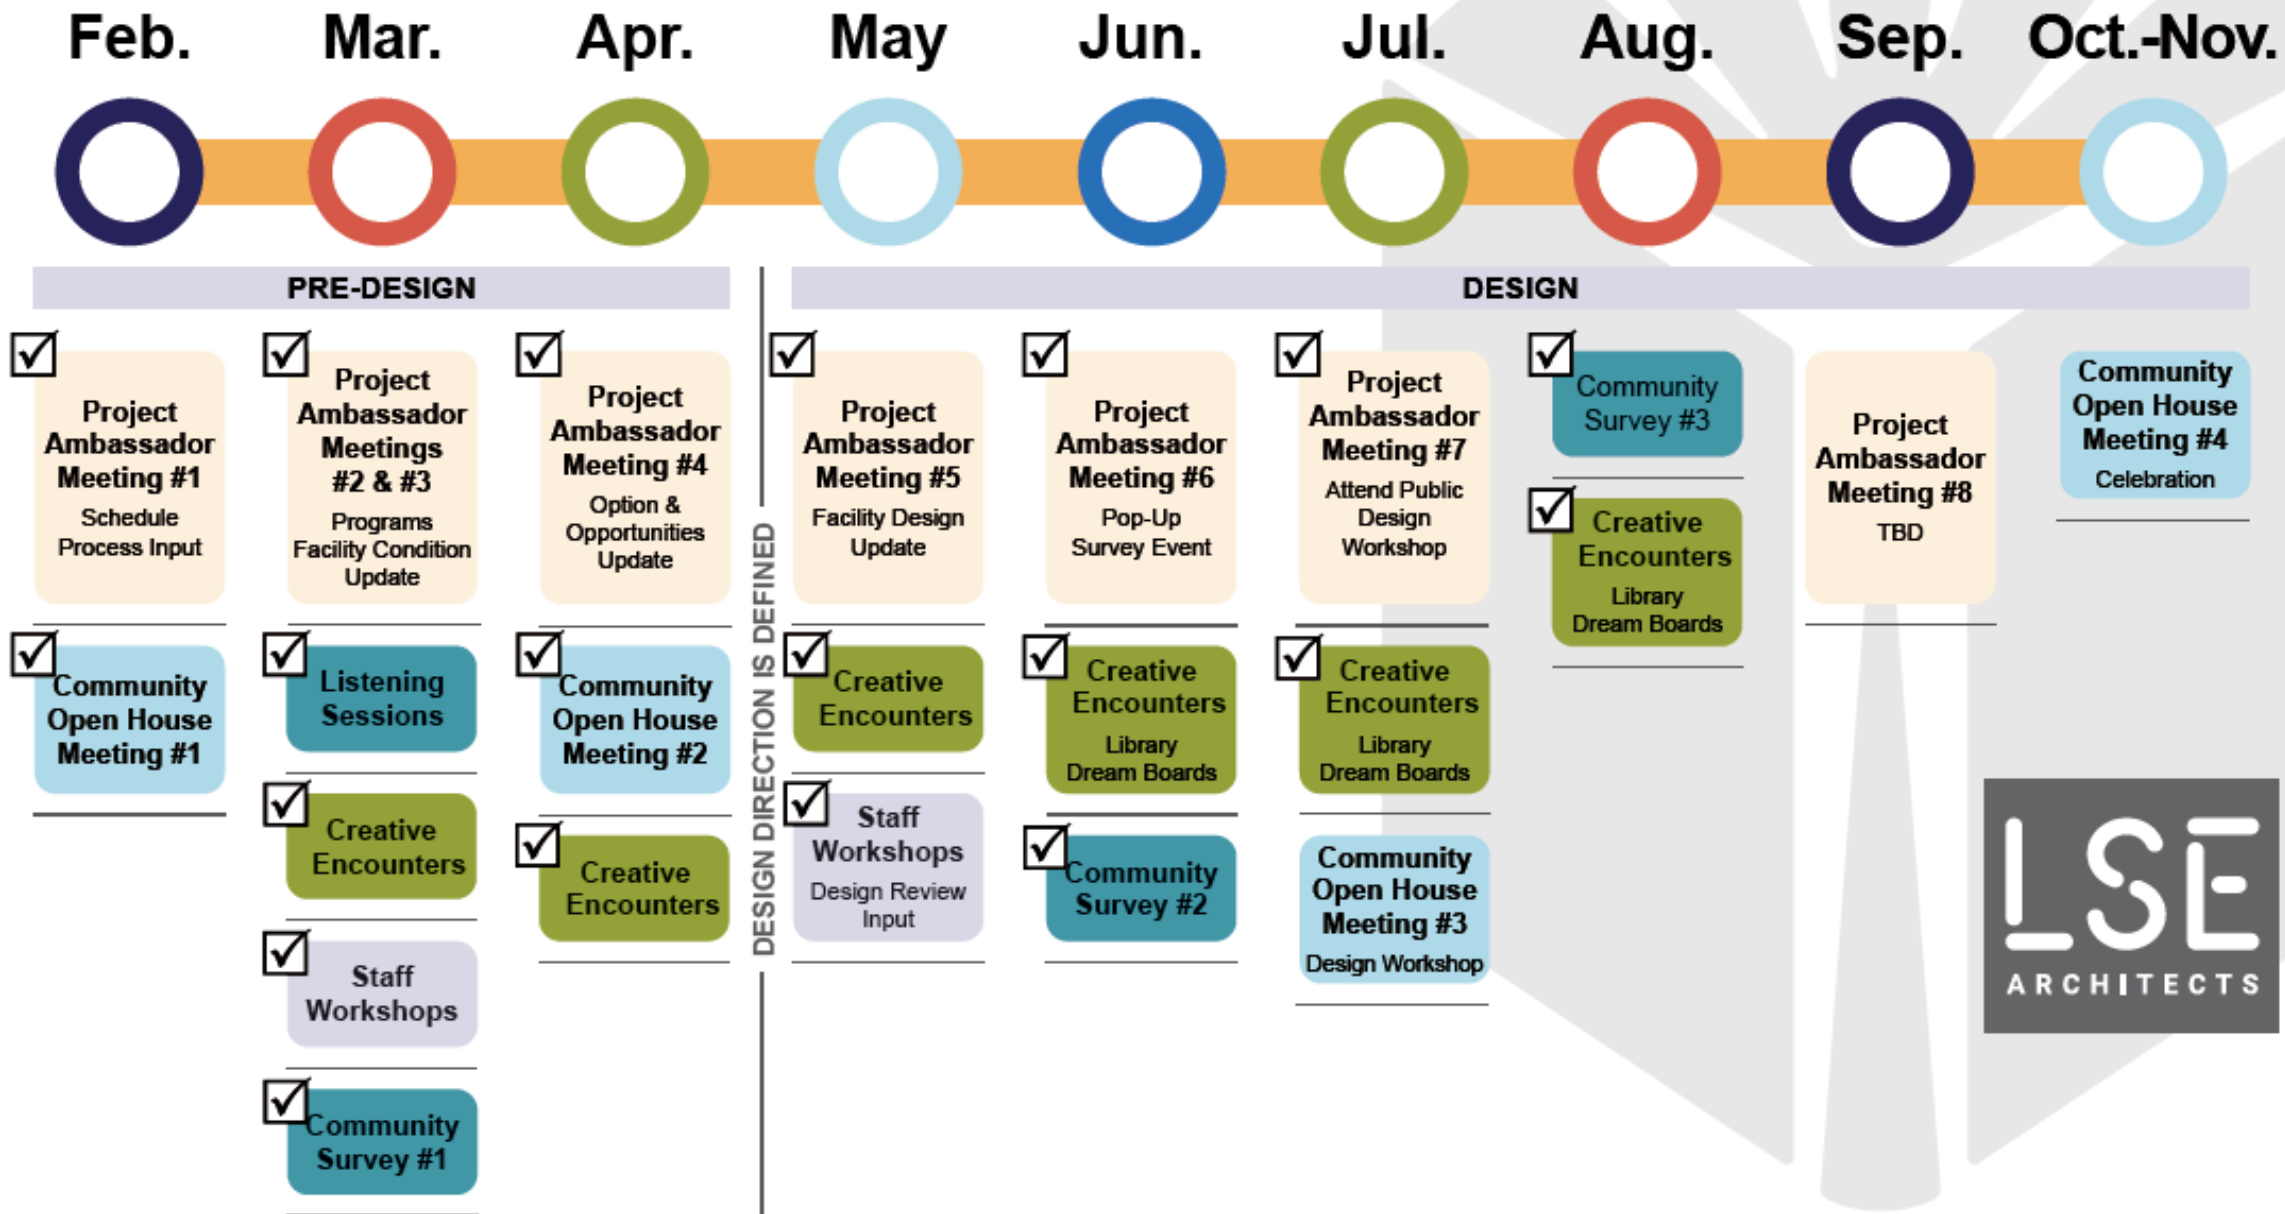 Feb. Mar. Apr. May Jun. Jul. Aug. Sep. Oct.-Nov.
PRE-DESIGN
DESIGN
DESIGN DIRECTION IS DEFINED
Project
Ambassador
Meeting #1
Schedule
Process Input
Community
Open House
Meeting #1
Project
Ambassador
Meetings
#2 & #3
Programs
Facility Condition
Update
Listening
Sessions
Creative
Encounters
Staff
Workshops
Community
Survey #1
Project
Ambassador
Meeting #4
Option &
Opportunities
Update
Community
Open House
Meeting #2
Creative
Encounters
Project
Ambassador
Meeting #5
Facility Design
Update
Creative
Encounters
Staff
Workshops
Design Review
Input
Project
Ambassador
Meeting #6
Pop-Up
Survey Event
Creative
Encounters
Library
Dream Boards
Community
Survey #2
Project
Ambassador
Meeting #7
Attend Public
Design
Workshop
Creative
Encounters
Library
Dream Boards
Community
Open House
Meeting #3
Design Workshop
Community
Survey #3
Creative
Encounters
Library
Dream Boards
Project
Ambassador
Meeting #8
TBD
Community
Open House
Meeting #4
Celebration
LSE
ARCHITECTS